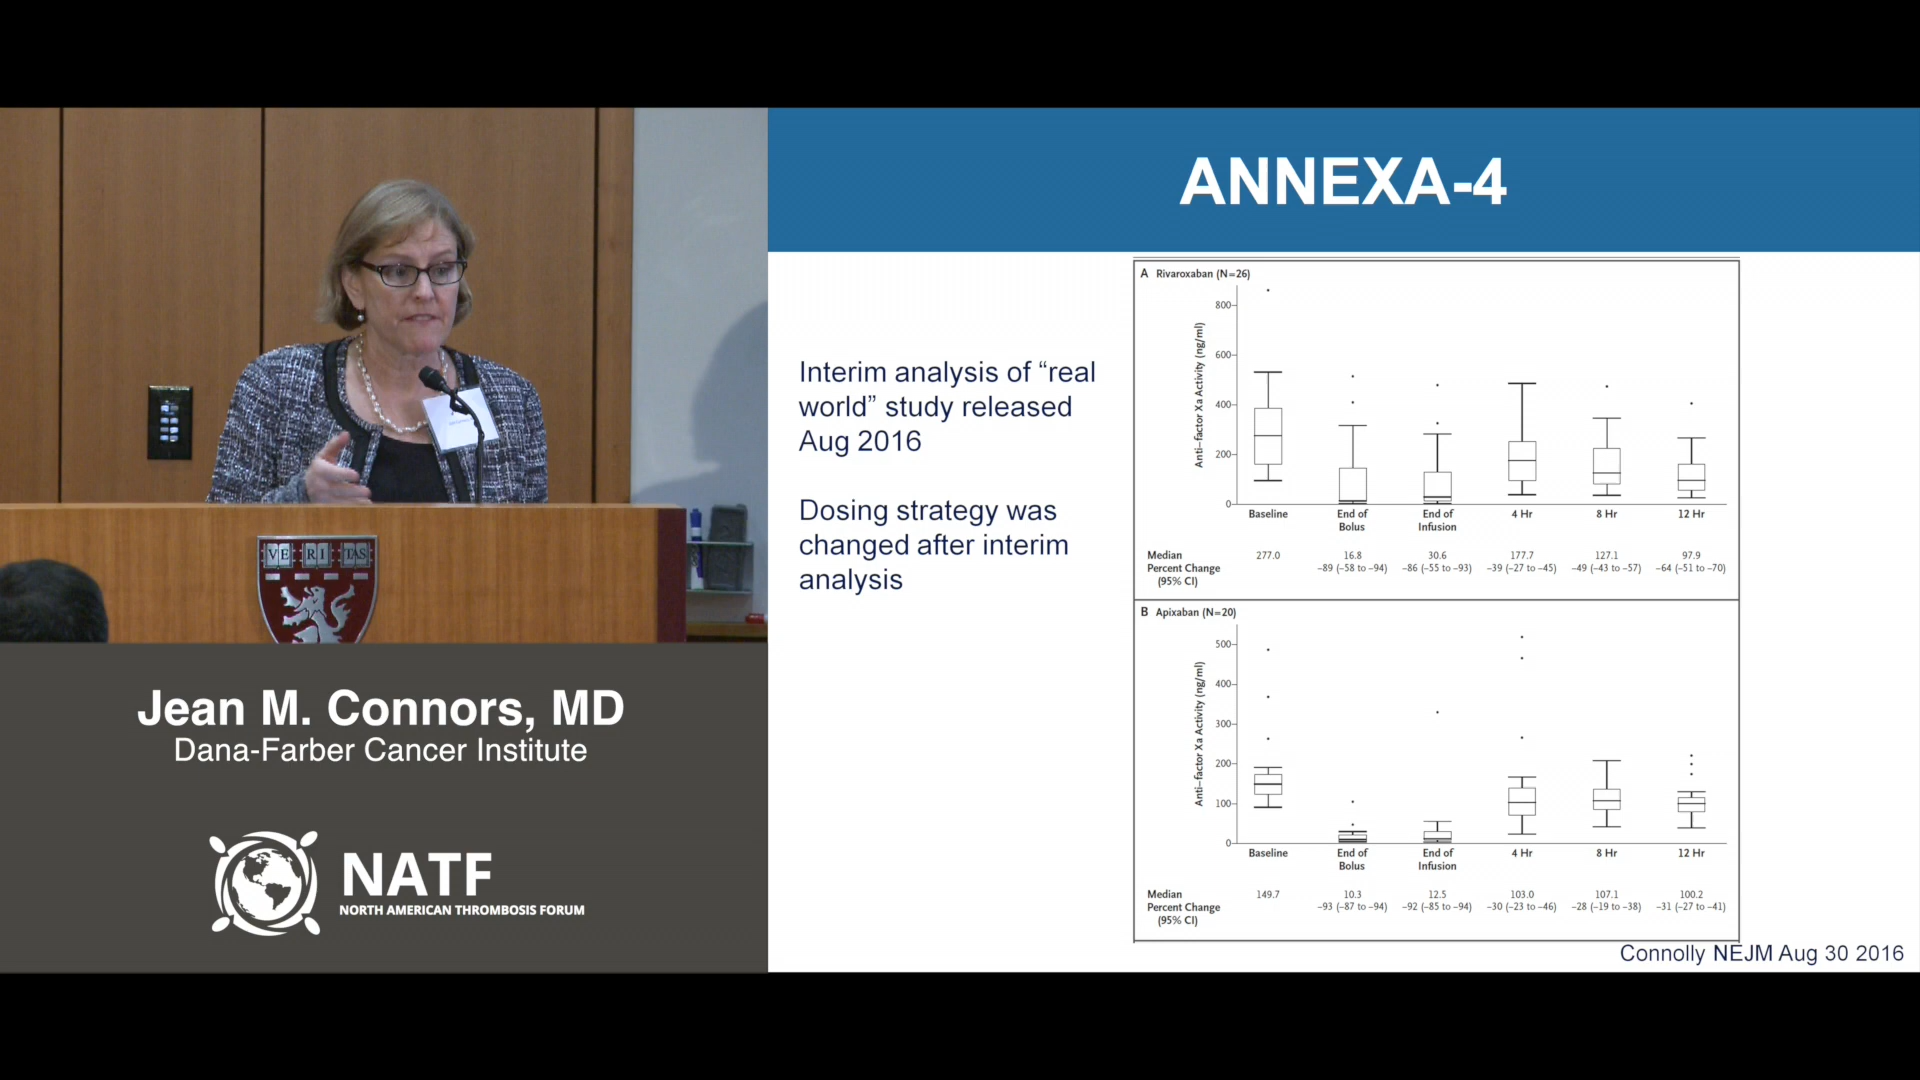 ANNEXA-4
Interim analysis of “real
world” study released
Aug 2016
Dosing strategy was
changed after interim
analysis
A Rivaroxaban (N=26)
Anti–factor Xa Activity (ng/ml)
800
600
400
200
0
Baseline
End of
Bolus
End of
Infusion
4 Hr
8 Hr
12 Hr
Median 277.0 16.8 30.6 177.7 127.1 97.9
Percent Change −89 (−58 to −94) −86 (−55 to −93) −39 (−27 to −45) −49 (−43 to −57) −64 (−51 to −70)
(95% CI)
B Apixaban (N=20)
Anti–factor Xa Activity (ng/ml)
500
400
300
200
100
0
Baseline
End of
Bolus
End of
Infusion
4 Hr
8 Hr
12 Hr
Median 149.7 10.3 12.5 103.0 107.1 100.2
Percent Change −93 (−87 to −94) −92 (−85 to −94) −30 (−23 to −46) −28 (−19 to −38) −31 (−27 to −41)
(95% CI)
Connolly NEJM Aug 30 2016
VE RI TAS
Jean M. Connors, MD
Dana-Farber Cancer Institute
NATF
NORTH AMERICAN THROMBOSIS FORUM